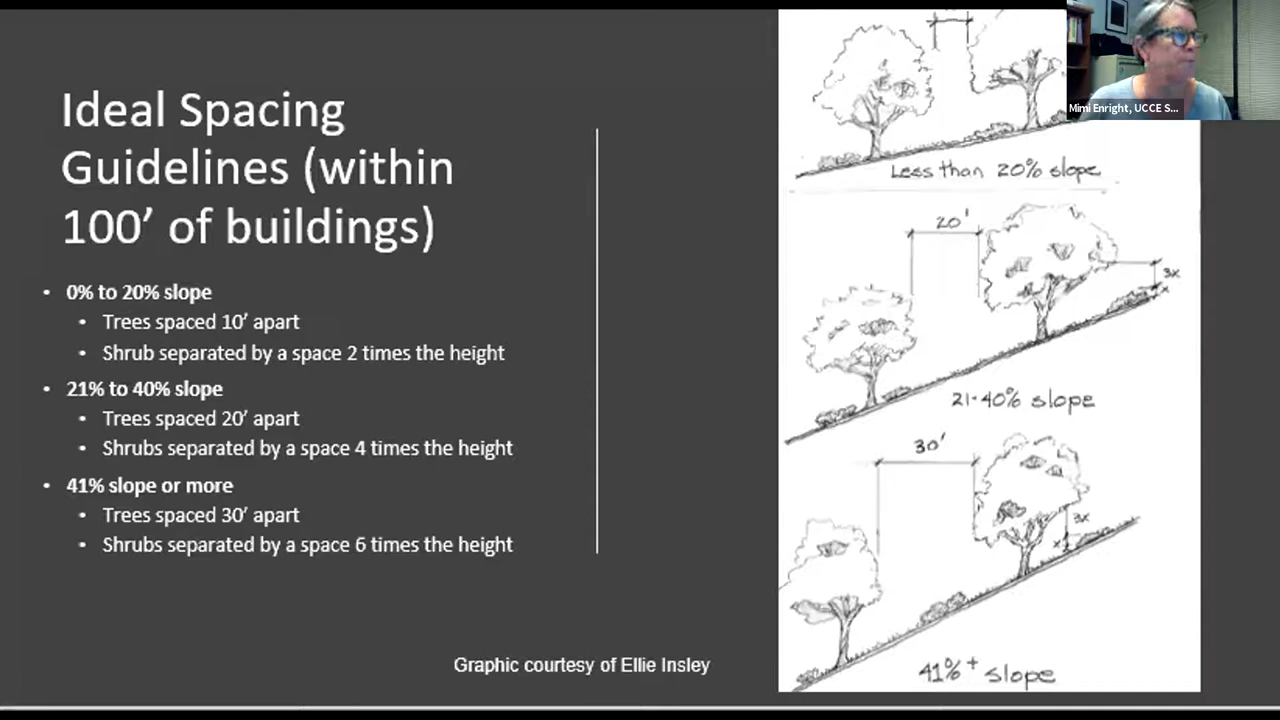 Ideal Spacing
Guidelines (within
100’ of buildings)
• 0% to 20% slope
• Trees spaced 10’ apart
• Shrub separated by a space 2 times the height
• 21% to 40% slope
• Trees spaced 20’ apart
• Shrubs separated by a space 4 times the height
• 41% slope or more
• Trees spaced 30’ apart
• Shrubs separated by a space 6 times the height
Graphic courtesy of Ellie Insley
Less than 20% slope
20'
3x
x
21-40% slope
30'
3x
x
41%+ slope
Mimi Enright, UCCE S...